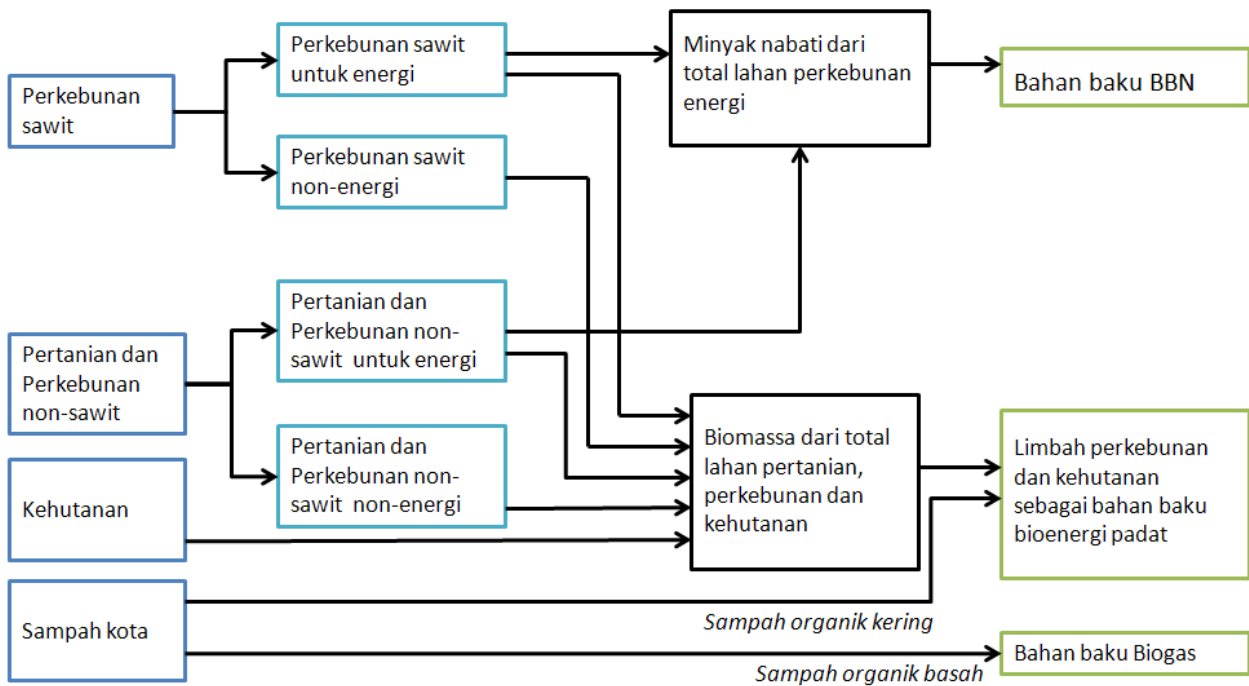 Perkebunan
sawit
Perkebunan sawit
untuk energi
Perkebunan sawit
non-energi
Minyak nabati dari
total lahan perkebunan
energi
Bahan baku BBN
Pertanian dan
Perkebunan
non-sawit
Pertanian dan
Perkebunan non-
sawit untuk energi
Pertanian dan
Perkebunan non-
sawit non-energi
Kehutanan
Biomassa dari total
lahan pertanian,
perkebunan dan
kehutanan
Limbah perkebunan
dan kehutanan
sebagai bahan baku
bioenergi padat
Sampah kota
Sampah organik kering
Sampah organik basah
Bahan baku Biogas